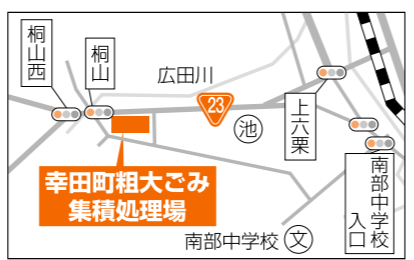 桐山西
桐山
広田川
23
池
上六栗
幸田町粗大ごみ
集積処理場
南部中学校
入口
南部中学校 文